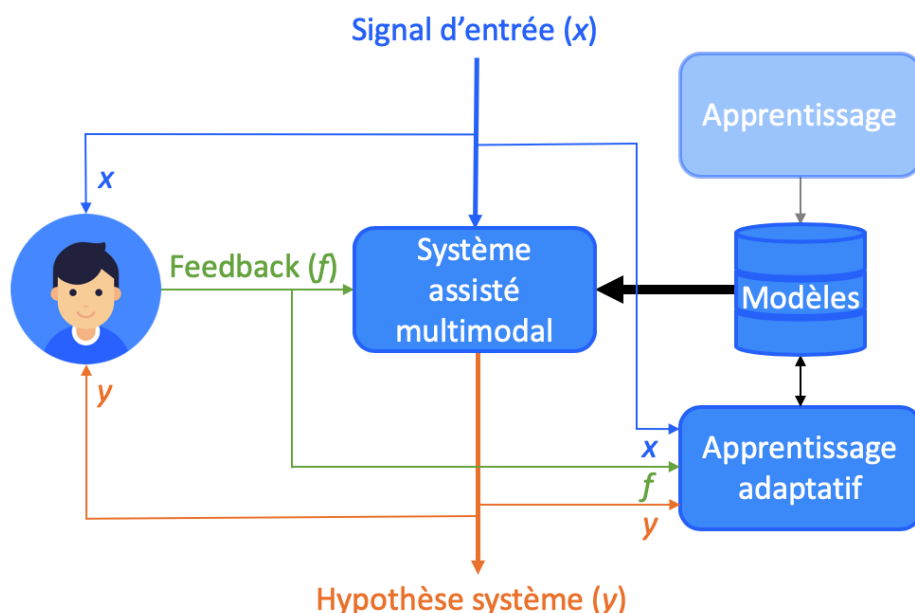 Signal d’entrée (x)
Apprentissage
x
Feedback (f)
Système
assisté
multimodal
Modèles
y
x
f
y
Apprentissage
adaptatif
Hypothèse système (y)